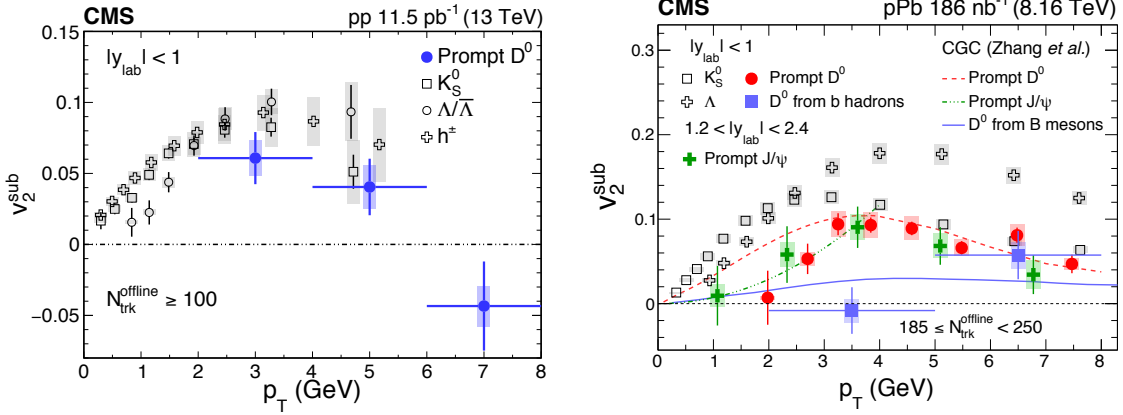 CMS pp 11.5 pb⁻¹ (13 TeV)
|y_lab| < 1
Prompt D⁰
K⁰_S
Λ/Λ̅
h^±
N_trk^offline ≥ 100
v₂^sub
0.15
0.1
0.05
0
−0.05
0 1 2 3 4 5 6 7 8
p_T (GeV)
CMS pPb 186 nb⁻¹ (8.16 TeV)
|y_lab| < 1
K⁰_S Prompt D⁰
Λ D⁰ from b hadrons
1.2 < |y_lab| < 2.4
Prompt J/ψ
CGC (Zhang et al.)
Prompt D⁰
Prompt J/ψ
D⁰ from B mesons
185 ≤ N_trk^offline < 250
v₂^sub
0.3
0.2
0.1
0
0 1 2 3 4 5 6 7 8
p_T (GeV)